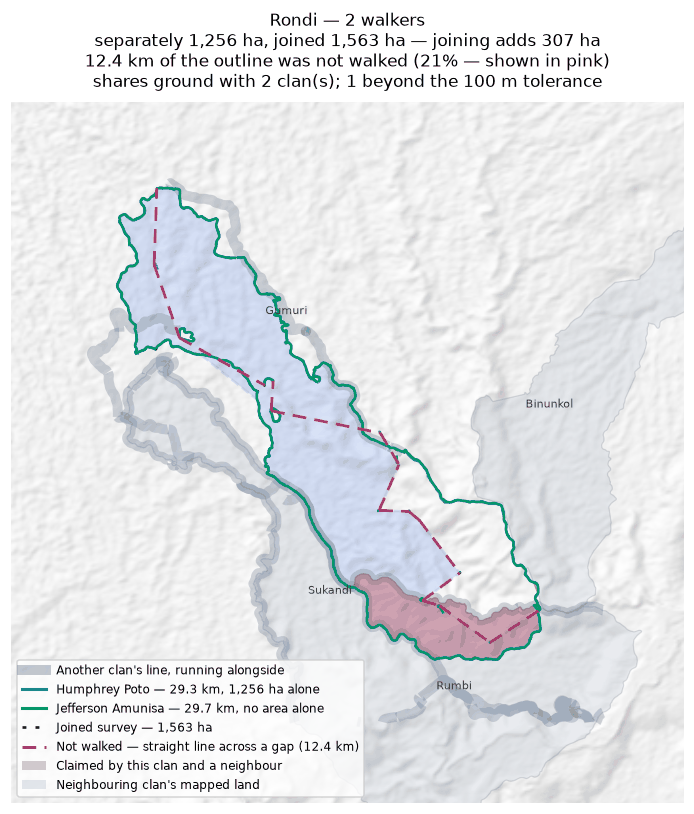 Rondi — 2 walkers
separately 1,256 ha, joined 1,563 ha — joining adds 307 ha
12.4 km of the outline was not walked (21% — shown in pink)
shares ground with 2 clan(s); 1 beyond the 100 m tolerance
Gumuri
Binunkol
Sukandi
Rumbi
Another clan's line, running alongside
Humphrey Poto — 29.3 km, 1,256 ha alone
Jefferson Amunisa — 29.7 km, no area alone
Joined survey — 1,563 ha
Not walked — straight line across a gap (12.4 km)
Claimed by this clan and a neighbour
Neighbouring clan's mapped land